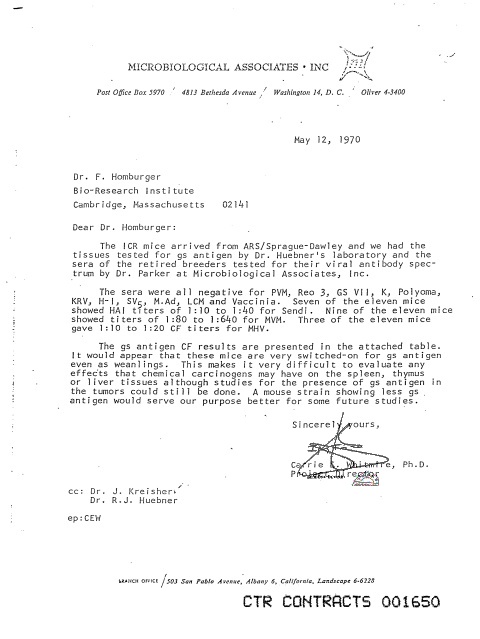 MICROBIOLOGICAL ASSOCIATES • INC
Post Office Box 5970 / 4813 Bethesda Avenue / Washington 14, D. C. / Oliver 4-3400
May 12, 1970
Dr. F. Homburger
Bio-Research Institute
Cambridge, Massachusetts 02141
Dear Dr. Homburger:
The ICR mice arrived from ARS/Sprague-Dawley and we had the
tissues tested for gs antigen by Dr. Huebner's laboratory and the
sera of the retired breeders tested for their viral antibody spec-
trum by Dr. Parker at Microbiological Associates, Inc.
The sera were all negative for PVM, Reo 3, GS VII, K, Polyoma,
KRV, H-I, SV5, M.Ad, LCM and Vaccinia. Seven of the eleven mice
showed HAI titers of 1:10 to 1:40 for Sendi. Nine of the eleven mice
showed titers of 1:80 to 1:640 for MVM. Three of the eleven mice
gave 1:10 to 1:20 CF titers for MHV.
The gs antigen CF results are presented in the attached table.
It would appear that these mice are very switched-on for gs antigen
even as weanlings. This makes it very difficult to evaluate any
effects that chemical carcinogens may have on the spleen, thymus
or liver tissues although studies for the presence of gs antigen in
the tumors could still be done. A mouse strain showing less gs
antigen would serve our purpose better for some future studies.
Sincerely yours,
Carrie E. Whitmire, Ph.D.
Project Director
cc: Dr. J. Kreisher
Dr. R.J. Huebner
ep:CEW
BRANCH OFFICE / 503 San Pablo Avenue, Albany 6, California, Landscape 6-6228
CTR CONTRACTS 001650